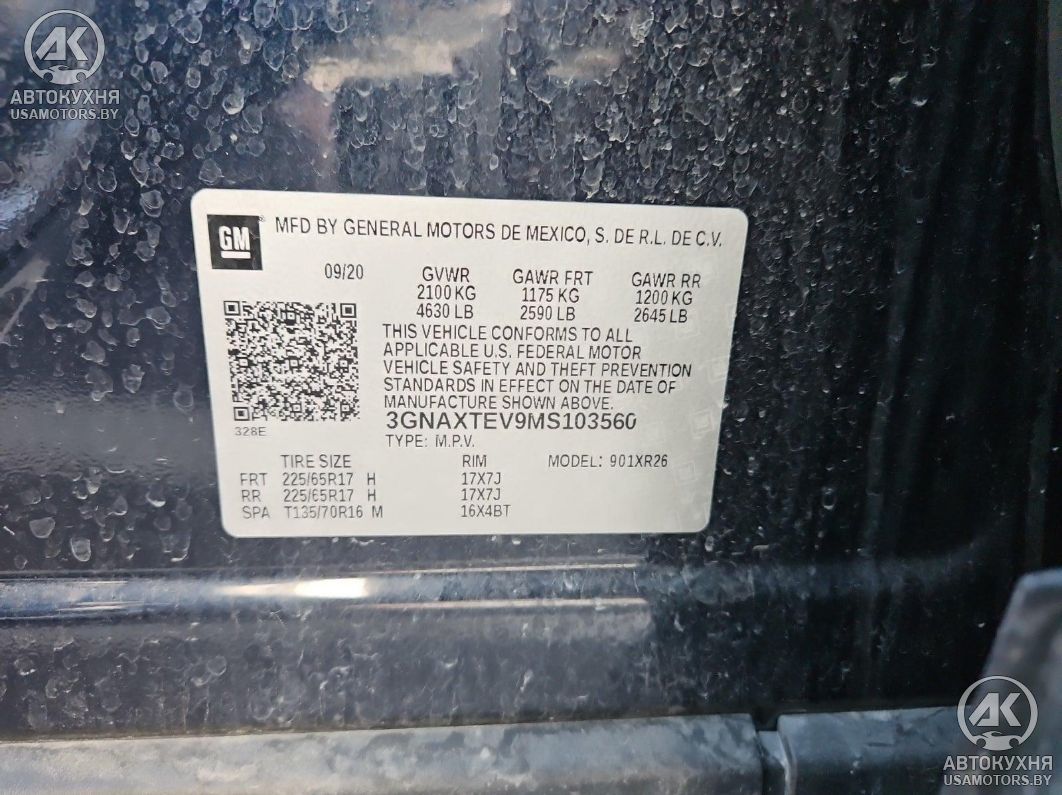 AK
АВТОКУХНЯ
USAMOTORS.BY
GM
MFD BY GENERAL MOTORS DE MEXICO, S. DE R.L. DE C.V.
09/20 GVWR GAWR FRT GAWR RR
2100 KG 1175 KG 1200 KG
4630 LB 2590 LB 2645 LB
THIS VEHICLE CONFORMS TO ALL
APPLICABLE U.S. FEDERAL MOTOR
VEHICLE SAFETY AND THEFT PREVENTION
STANDARDS IN EFFECT ON THE DATE OF
MANUFACTURE SHOWN ABOVE.
3GNAXTEV9MS103560
328E
TYPE: M.P.V.
TIRE SIZE RIM MODEL: 901XR26
FRT 225/65R17 H 17X7J
RR 225/65R17 H 17X7J
SPA T135/70R16 M 16X4BT
AK
АВТОКУХНЯ
USAMOTORS.BY